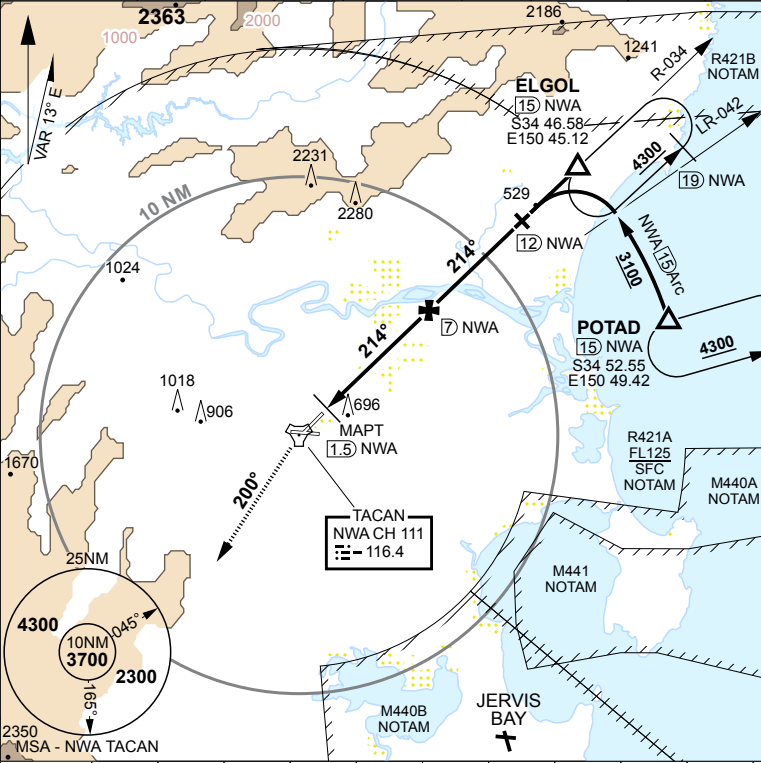 2363
2000
1000
2186
1241
VAR 13° E
R-034
R421B
NOTAM
ELGOL
15 NWA
S34 46.58
E150 45.12
LR-042
4300
19 NWA
2231
2280
10 NM
529
12 NWA
214°
NWA 15 Arc
3100
1024
7 NWA
214°
POTAD
15 NWA
S34 52.55
E150 49.42
4300
1018
906
696
MAPT
1.5 NWA
1670
200°
R421A
FL125
SFC
NOTAM
M440A
NOTAM
TACAN
NWA CH 111
116.4
M441
NOTAM
25NM
4300
10NM
3700
045°
2300
165°
2350
MSA - NWA TACAN
M440B
NOTAM
JERVIS
BAY